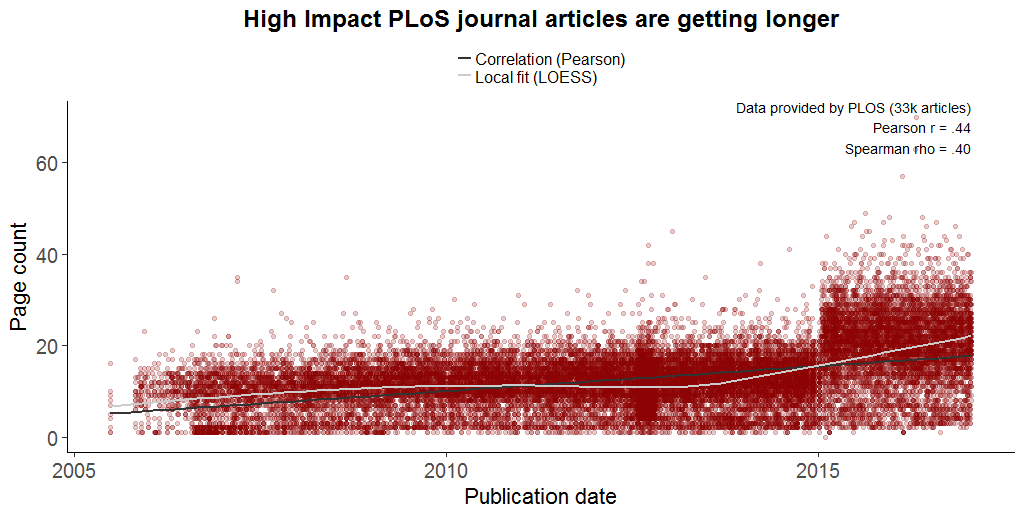 High Impact PLoS journal articles are getting longer
Correlation (Pearson)
Local fit (LOESS)
Data provided by PLOS (33k articles)
Pearson r = .44
Spearman rho = .40
Page count
60
40
20
0
2005
2010
2015
Publication date